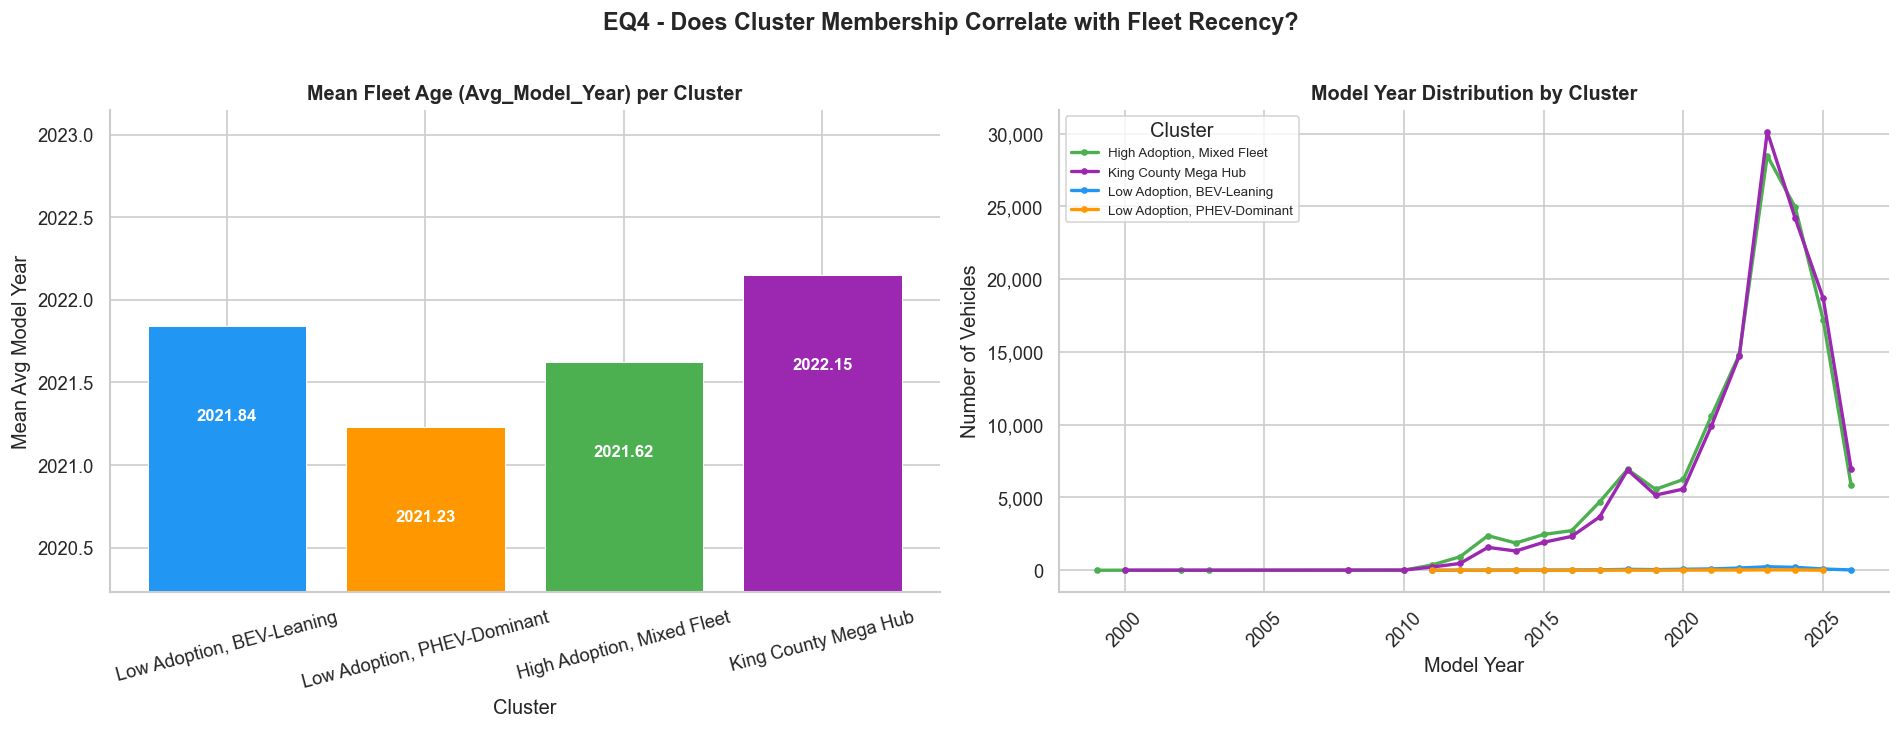 EQ4 - Does Cluster Membership Correlate with Fleet Recency?
Mean Fleet Age (Avg_Model_Year) per Cluster
2023.0
2022.5
2022.0
2021.5
2021.0
2020.5
Mean Avg Model Year
2021.84
2021.23
2021.62
2022.15
Low Adoption, BEV-Leaning
Low Adoption, PHEV-Dominant
High Adoption, Mixed Fleet
King County Mega Hub
Cluster
Model Year Distribution by Cluster
Cluster
High Adoption, Mixed Fleet
King County Mega Hub
Low Adoption, BEV-Leaning
Low Adoption, PHEV-Dominant
30,000
25,000
20,000
15,000
10,000
5,000
0
Number of Vehicles
2000
2005
2010
2015
2020
2025
Model Year